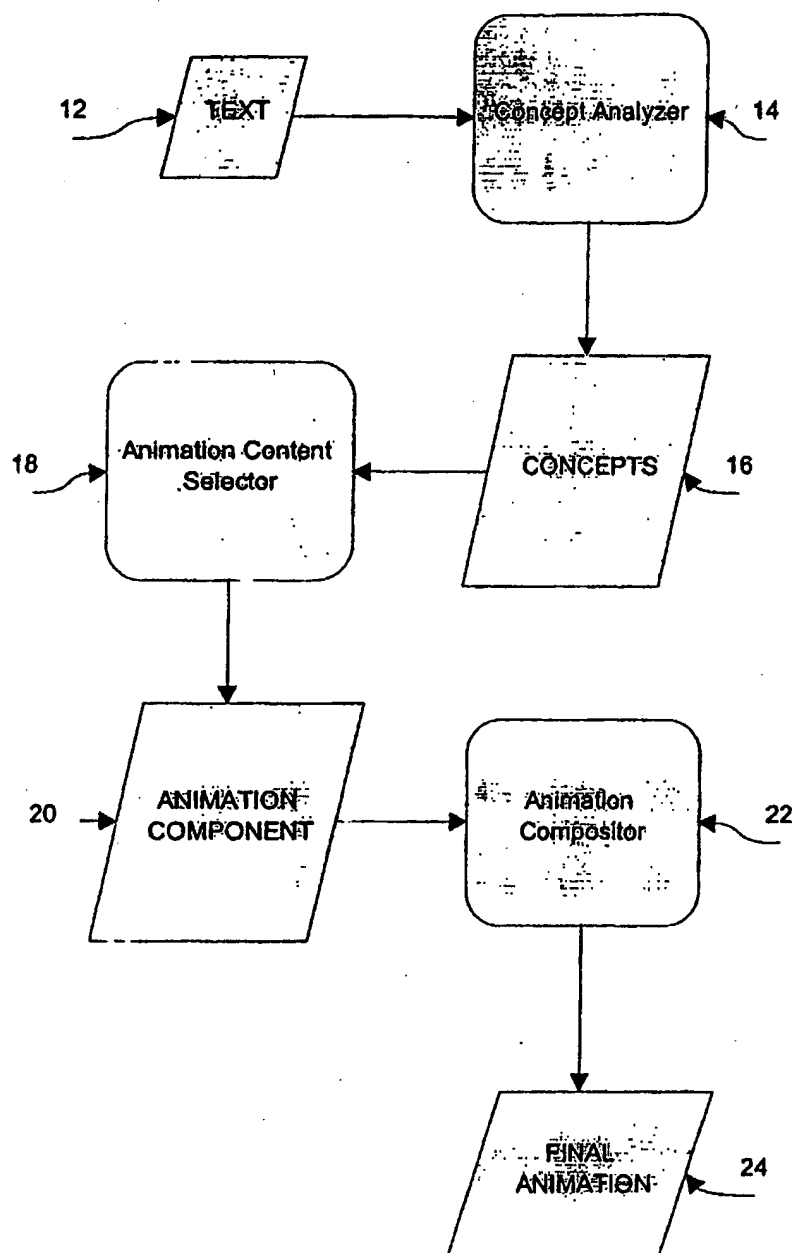 12
TEXT
Concept Analyzer
14
18
Animation Content
Selector
CONCEPTS
16
20
ANIMATION
COMPONENT
Animation
Compositor
22
FINAL
ANIMATION
24